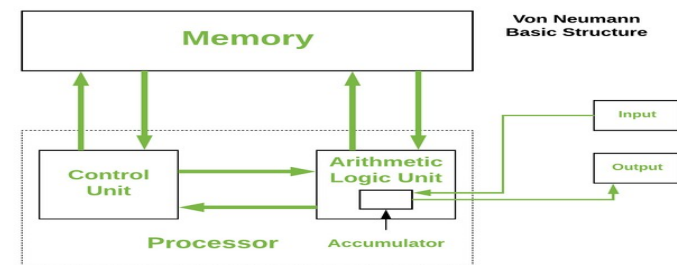 Von Neumann
Basic Structure
Memory
Input
Output
Control
Unit
Arithmetic
Logic Unit
Processor
Accumulator